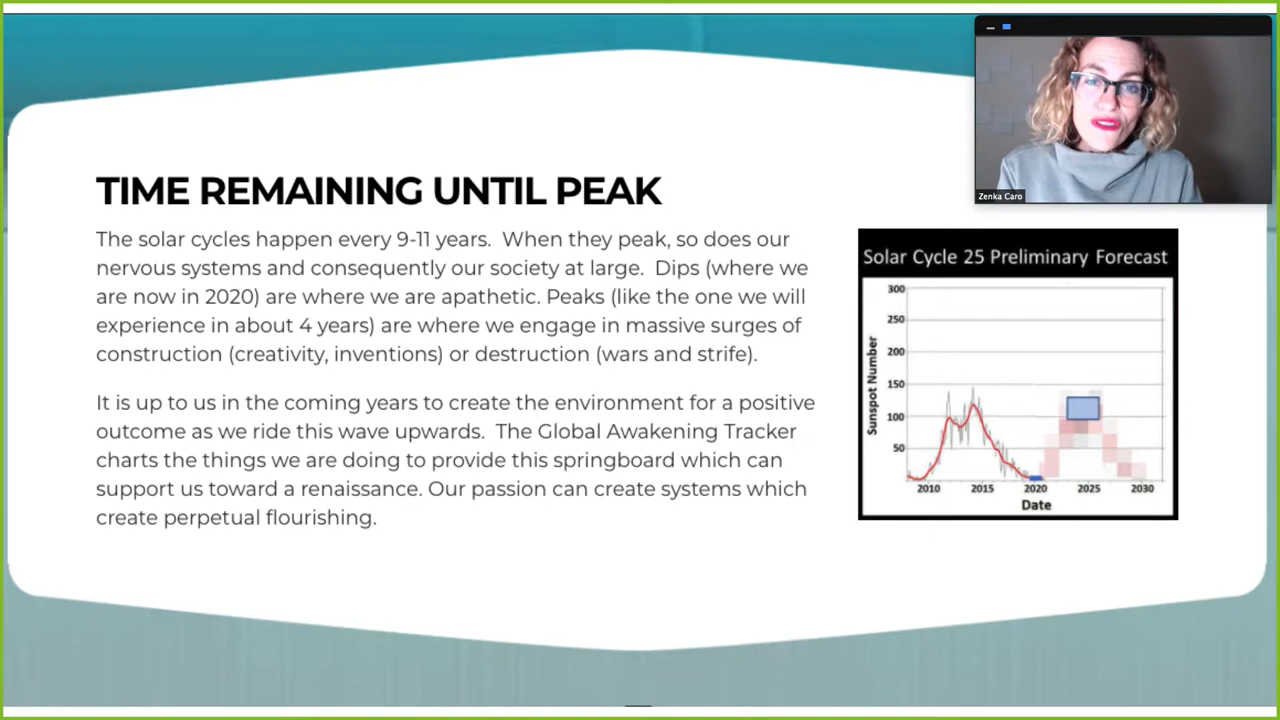 Zenka Caro
TIME REMAINING UNTIL PEAK
The solar cycles happen every 9-11 years.  When they peak, so does our
nervous systems and consequently our society at large.  Dips (where we
are now in 2020) are where we are apathetic. Peaks (like the one we will
experience in about 4 years) are where we engage in massive surges of
construction (creativity, inventions) or destruction (wars and strife).
It is up to us in the coming years to create the environment for a positive
outcome as we ride this wave upwards.  The Global Awakening Tracker
charts the things we are doing to provide this springboard which can
support us toward a renaissance. Our passion can create systems which
create perpetual flourishing.
Solar Cycle 25 Preliminary Forecast
300
250
200
150
100
50
Sunspot Number
2010 2015 2020 2025 2030
Date